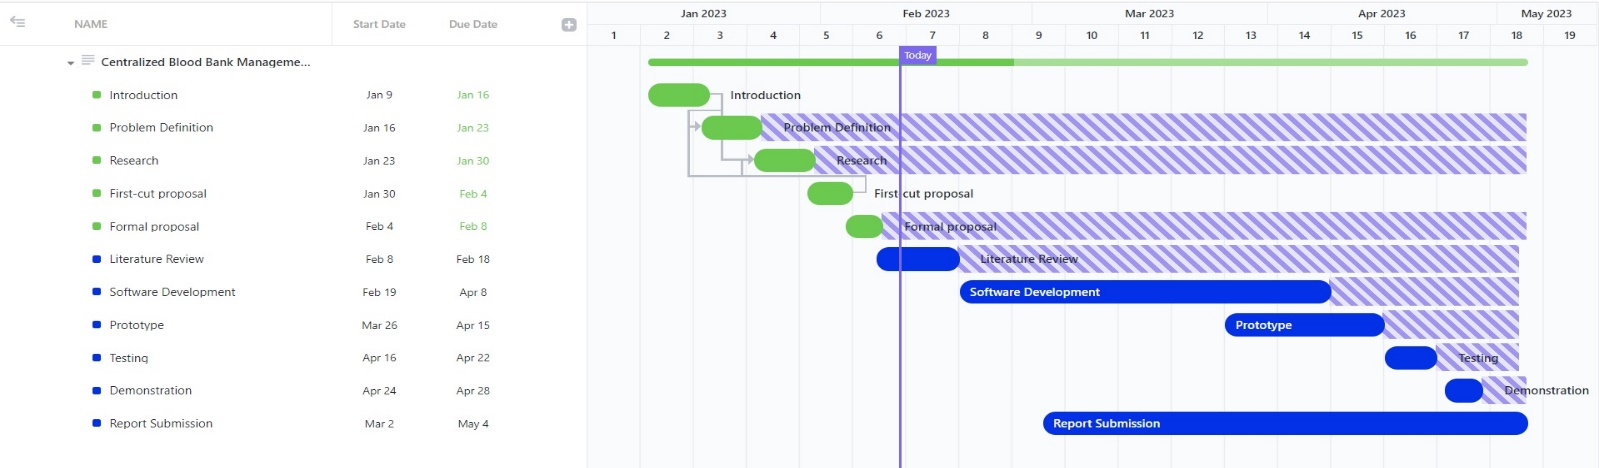 NAME Start Date Due Date
Jan 2023 Feb 2023 Mar 2023 Apr 2023 May 2023
1 2 3 4 5 6 7 8 9 10 11 12 13 14 15 16 17 18 19
Today
Centralized Blood Bank Manageme...
Introduction Jan 9 Jan 16 Introduction
Problem Definition Jan 16 Jan 23 Problem Definition
Research Jan 23 Jan 30 Research
First-cut proposal Jan 30 Feb 4 First-cut proposal
Formal proposal Feb 4 Feb 8 Formal proposal
Literature Review Feb 8 Feb 18 Literature Review
Software Development Feb 19 Apr 8 Software Development
Prototype Mar 26 Apr 15 Prototype
Testing Apr 16 Apr 22 Testing
Demonstration Apr 24 Apr 28 Demonstration
Report Submission Mar 2 May 4 Report Submission